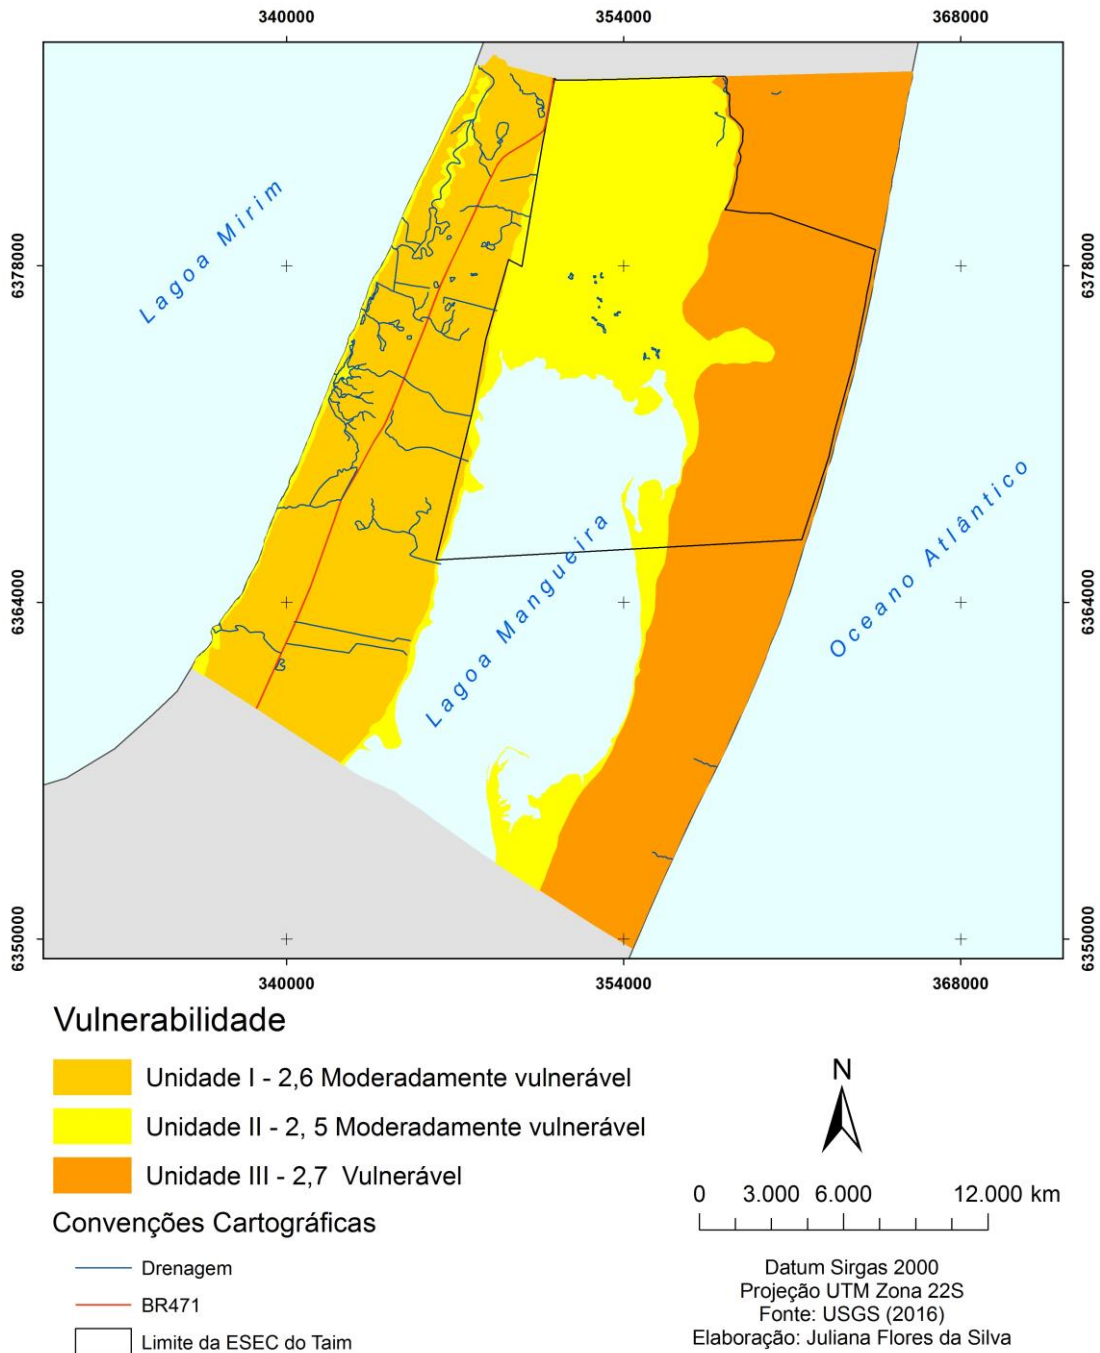 340000
354000
368000
6378000
6378000
Lagoa Mirim
Oceano Atlântico
Lagoa Mangueira
6364000
6364000
6350000
6350000
340000
354000
368000
Vulnerabilidade
Unidade I - 2,6 Moderadamente vulnerável
Unidade II - 2, 5 Moderadamente vulnerável
Unidade III - 2,7 Vulnerável
Convenções Cartográficas
Drenagem
BR471
Limite da ESEC do Taim
N
0 3.000 6.000 12.000 km
Datum Sirgas 2000
Projeção UTM Zona 22S
Fonte: USGS (2016)
Elaboração: Juliana Flores da Silva